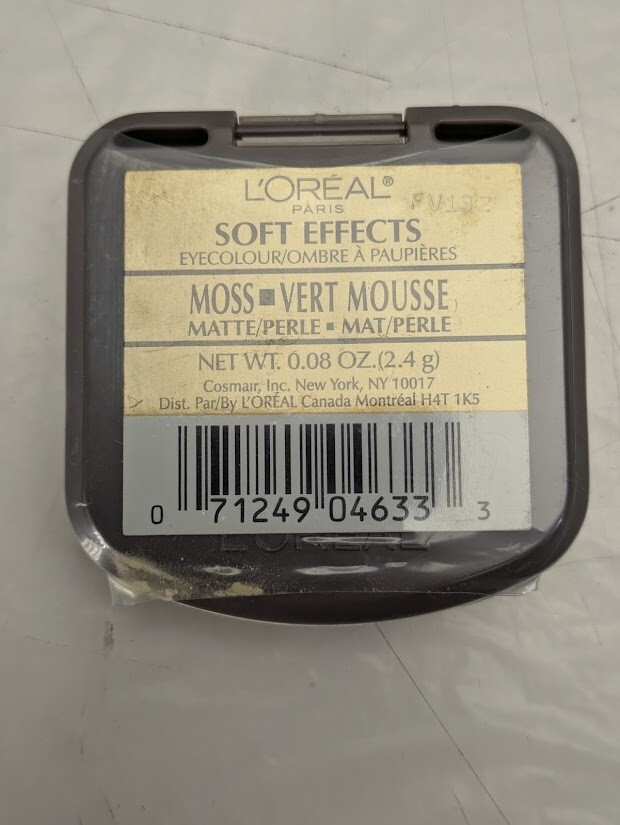 L'ORÉAL®
PARIS
FV132
SOFT EFFECTS
EYECOLOUR/OMBRE À PAUPIÈRES
MOSS ▪ VERT MOUSSE
MATTE/PERLE ▪ MAT/PERLE
NET WT. 0.08 OZ.(2.4 g)
Cosmair, Inc. New York, NY 10017
Dist. Par/By L'ORÉAL Canada Montréal H4T 1K5
0 71249 04633 3
L'ORÉAL